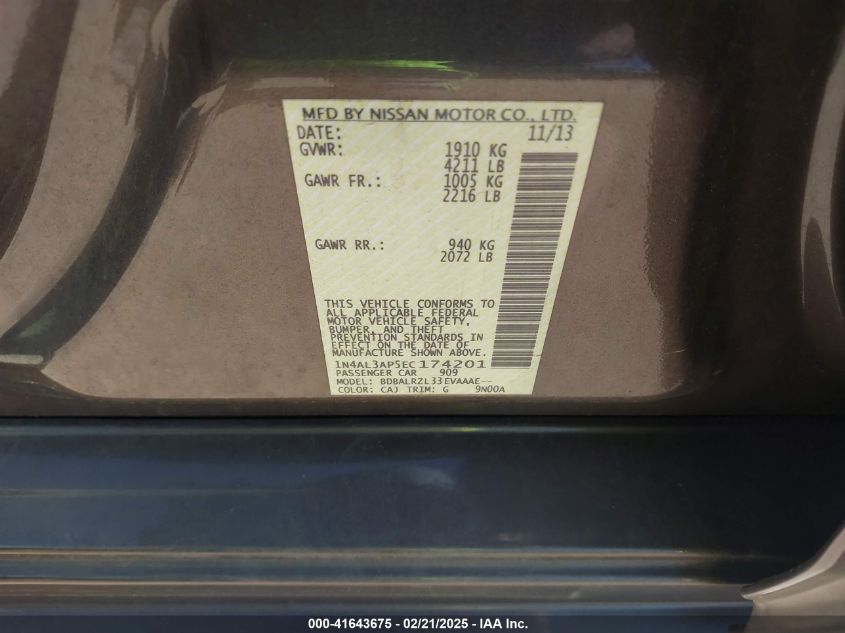 MFD BY NISSAN MOTOR CO., LTD.
DATE: 11/13
GVWR: 1910 KG
4211 LB
GAWR FR.: 1005 KG
2216 LB
GAWR RR.: 940 KG
2072 LB
THIS VEHICLE CONFORMS TO
ALL APPLICABLE FEDERAL
MOTOR VEHICLE SAFETY,
BUMPER, AND THEFT
PREVENTION STANDARDS IN
EFFECT ON THE DATE OF
MANUFACTURE SHOWN ABOVE.
1N4AL3AP5EC174201
PASSENGER CAR 909
MODEL: BDBALRZL33EVAAAE--
COLOR: CAJ TRIM: G 9N00A
000-41643675 / 02/21/2025 - IAA Inc.